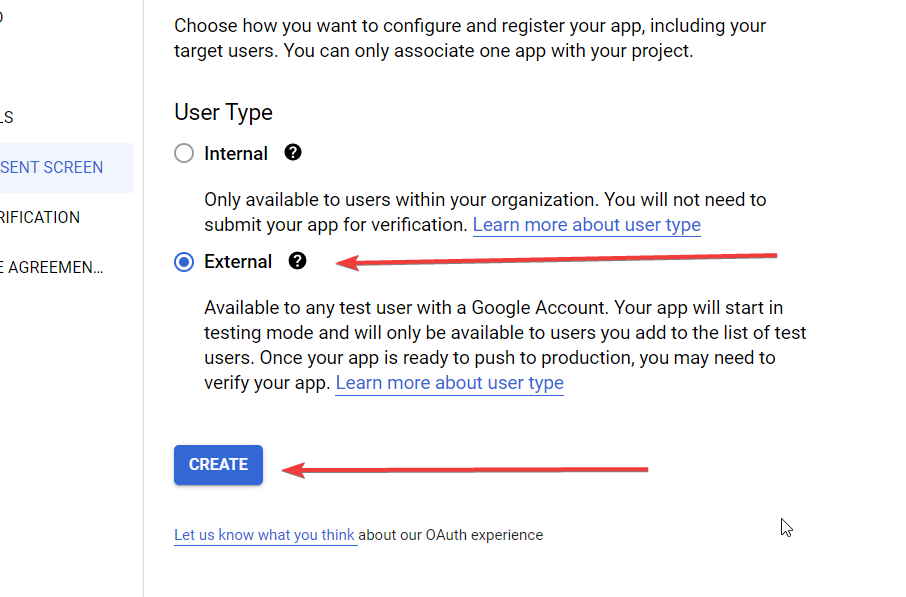 Choose how you want to configure and register your app, including your
target users. You can only associate one app with your project.
LS
User Type
Internal
SENT SCREEN
Only available to users within your organization. You will not need to
RIFICATION
submit your app for verification. Learn more about user type
External
E AGREEMEN...
Available to any test user with a Google Account. Your app will start in
testing mode and will only be available to users you add to the list of test
users. Once your app is ready to push to production, you may need to
verify your app. Learn more about user type
CREATE
Let us know what you think about our OAuth experience